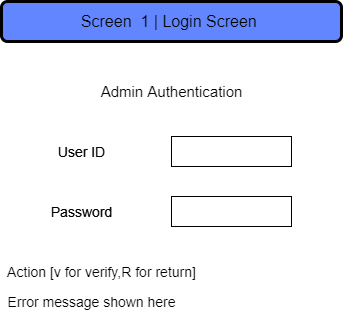 Screen  1 | Login Screen
Admin Authentication
User ID
Password
Action [v for verify,R for return]
Error message shown here